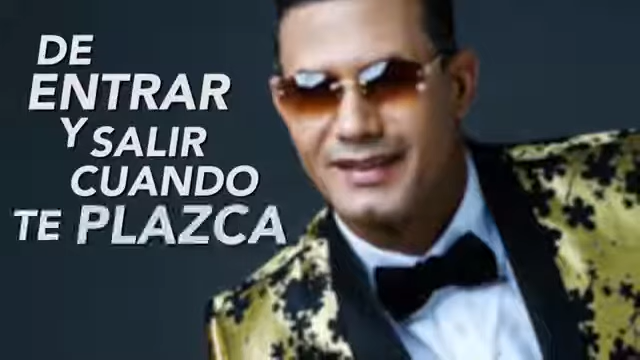 DE
ENTRAR
Y SALIR
CUANDO
TE PLAZCA